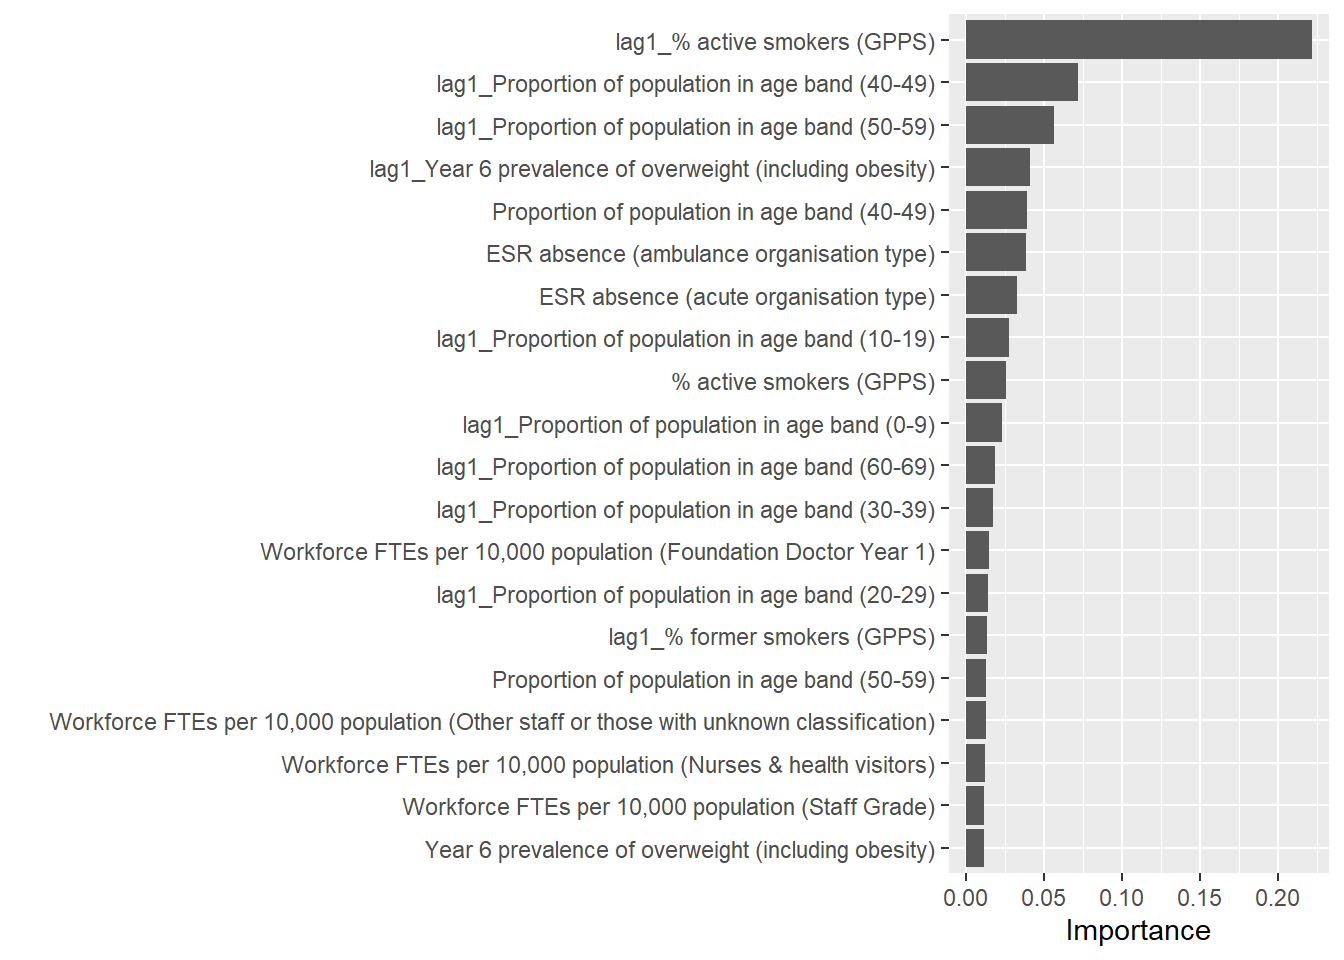 lag1_% active smokers (GPPS)
lag1_Proportion of population in age band (40-49)
lag1_Proportion of population in age band (50-59)
lag1_Year 6 prevalence of overweight (including obesity)
Proportion of population in age band (40-49)
ESR absence (ambulance organisation type)
ESR absence (acute organisation type)
lag1_Proportion of population in age band (10-19)
% active smokers (GPPS)
lag1_Proportion of population in age band (0-9)
lag1_Proportion of population in age band (60-69)
lag1_Proportion of population in age band (30-39)
Workforce FTEs per 10,000 population (Foundation Doctor Year 1)
lag1_Proportion of population in age band (20-29)
lag1_% former smokers (GPPS)
Proportion of population in age band (50-59)
Workforce FTEs per 10,000 population (Other staff or those with unknown classification)
Workforce FTEs per 10,000 population (Nurses & health visitors)
Workforce FTEs per 10,000 population (Staff Grade)
Year 6 prevalence of overweight (including obesity)
0.00 0.05 0.10 0.15 0.20
Importance